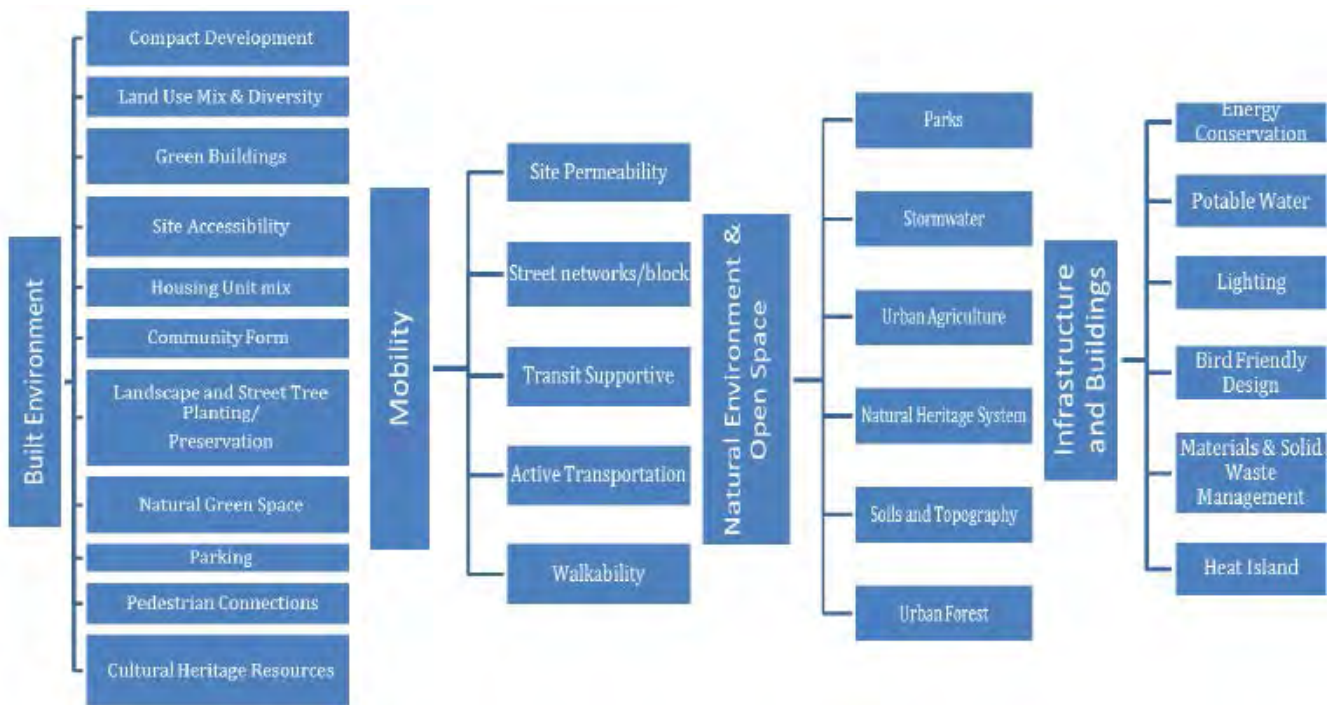 Built Environment
Compact Development
Land Use Mix & Diversity
Green Buildings
Site Accessibility
Housing Unit mix
Community Form
Landscape and Street Tree
Planting/
Preservation
Natural Green Space
Parking
Pedestrian Connections
Cultural Heritage Resources
Mobility
Site Permeability
Street networks/block
Transit Supportive
Active Transportation
Walkability
Natural Environment &
Open Space
Parks
Stormwater
Urban Agriculture
Natural Heritage System
Soils and Topography
Urban Forest
Infrastructure
and Buildings
Energy
Conservation
Potable Water
Lighting
Bird Friendly
Design
Materials & Solid
Waste
Management
Heat Island